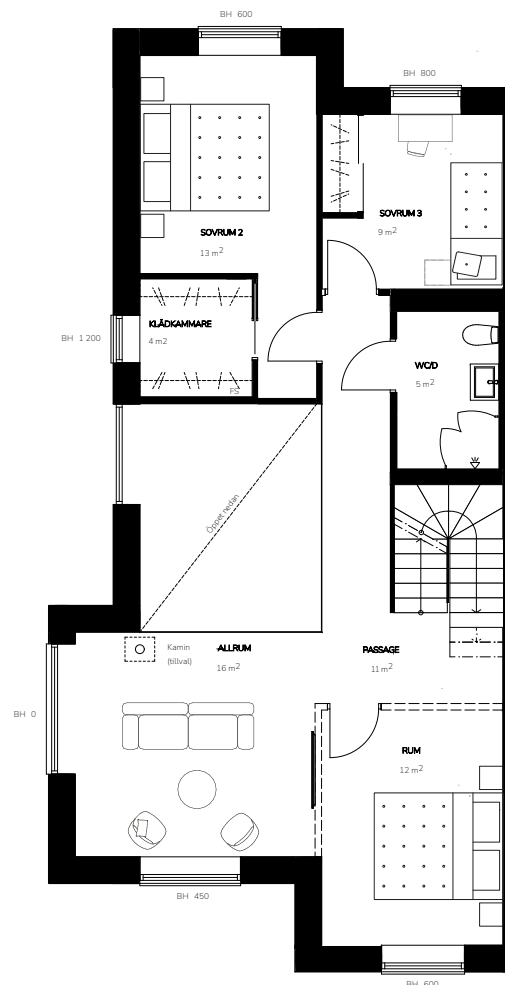 BH 600
BH 800
SOVRUM 2
13 m²
SOVRUM 3
9 m²
BH 1 200
KLÄDKAMMARE
4 m2
FS
WC/D
5 m²
Öppet nedan
Kamin
(tillval)
ALLRUM
16 m²
PASSAGE
11 m²
BH 0
RUM
12 m²
BH 450
BH 600